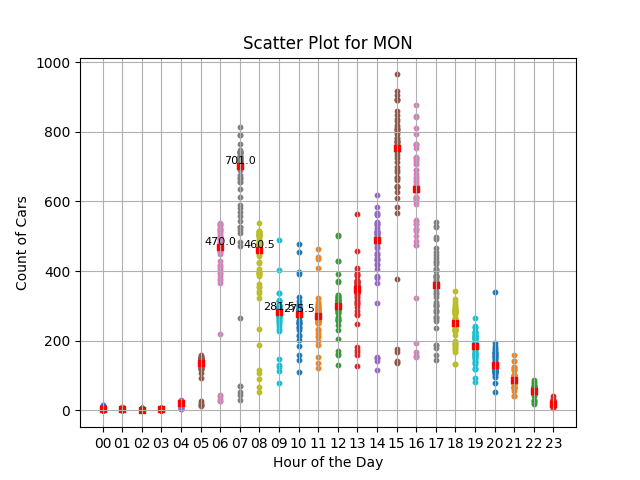 Scatter Plot for MON
Count of Cars
1000
800
600
400
200
0
701.0
470.0
460.5
281.5
275.5
00 01 02 03 04 05 06 07 08 09 10 11 12 13 14 15 16 17 18 19 20 21 22 23
Hour of the Day